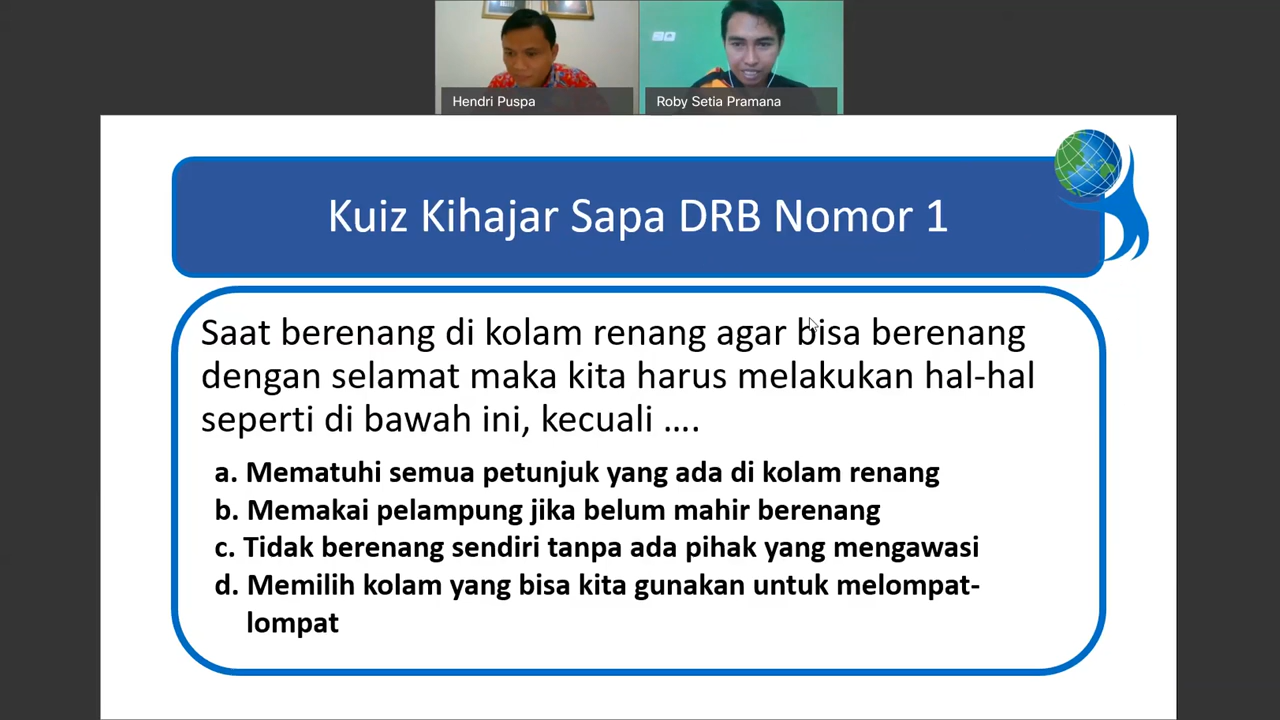 Hendri Puspa
Roby Setia Pramana
Kuiz Kihajar Sapa DRB Nomor 1
Saat berenang di kolam renang agar bisa berenang
dengan selamat maka kita harus melakukan hal-hal
seperti di bawah ini, kecuali ....
a. Mematuhi semua petunjuk yang ada di kolam renang
b. Memakai pelampung jika belum mahir berenang
c. Tidak berenang sendiri tanpa ada pihak yang mengawasi
d. Memilih kolam yang bisa kita gunakan untuk melompat-
lompat